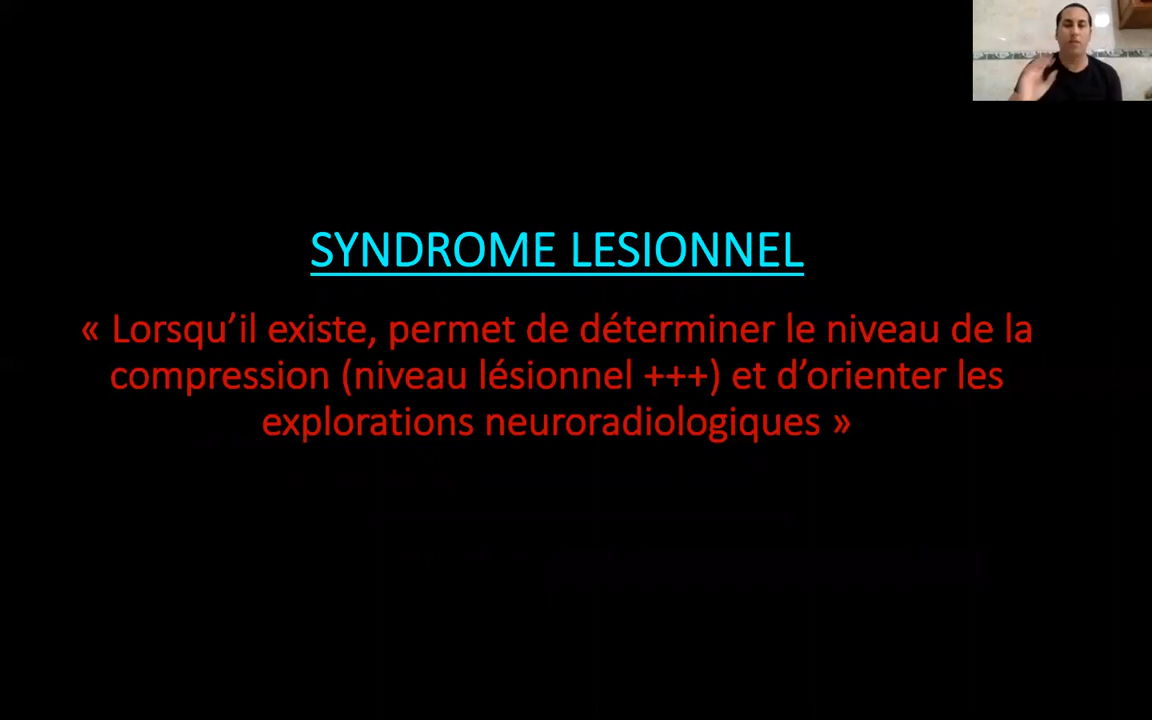 SYNDROME LESIONNEL
« Lorsqu’il existe, permet de déterminer le niveau de la
compression (niveau lésionnel +++) et d’orienter les
explorations neuroradiologiques »